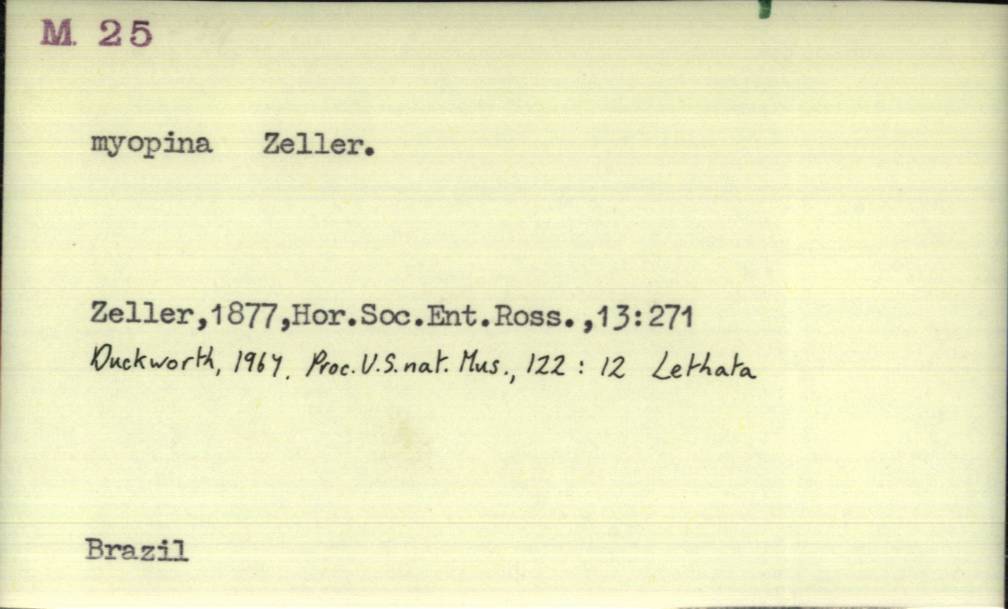 M. 25
myopina Zeller.
Zeller,1877,Hor.Soc.Ent.Ross.,13:271
Duckworth, 1967. Proc. U.S. nat. Mus., 122 : 12 Lethata
Brazil